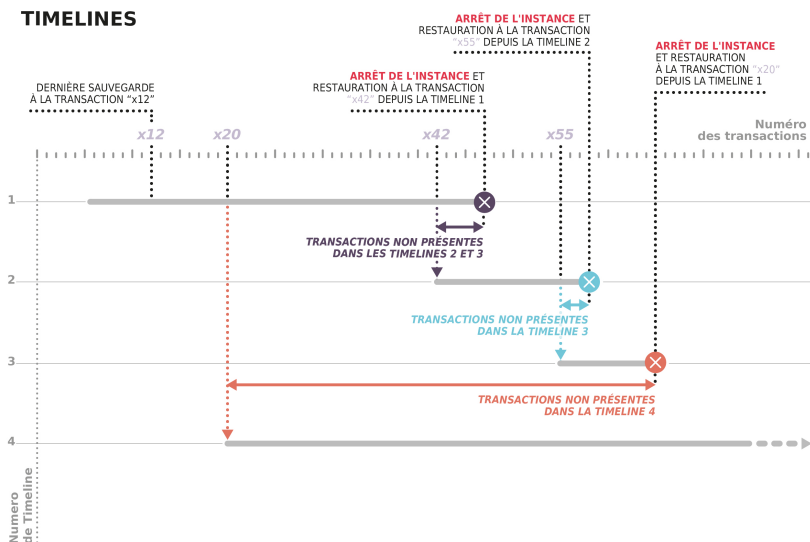 TIMELINES
ARRÊT DE L'INSTANCE ET
RESTAURATION À LA TRANSACTION
“x55” DEPUIS LA TIMELINE 2
ARRÊT DE L'INSTANCE
ET RESTAURATION
À LA TRANSACTION “x20”
DEPUIS LA TIMELINE 1
ARRÊT DE L'INSTANCE ET
RESTAURATION À LA TRANSACTION
“x42” DEPUIS LA TIMELINE 1
DERNIÈRE SAUVEGARDE
À LA TRANSACTION “x12”
x12
x20
x42
x55
Numéro
des transactions
1
TRANSACTIONS NON PRÉSENTES
DANS LES TIMELINES 2 ET 3
2
TRANSACTIONS NON PRÉSENTES
DANS LA TIMELINE 3
3
TRANSACTIONS NON PRÉSENTES
DANS LA TIMELINE 4
4
Numero
de Timeline